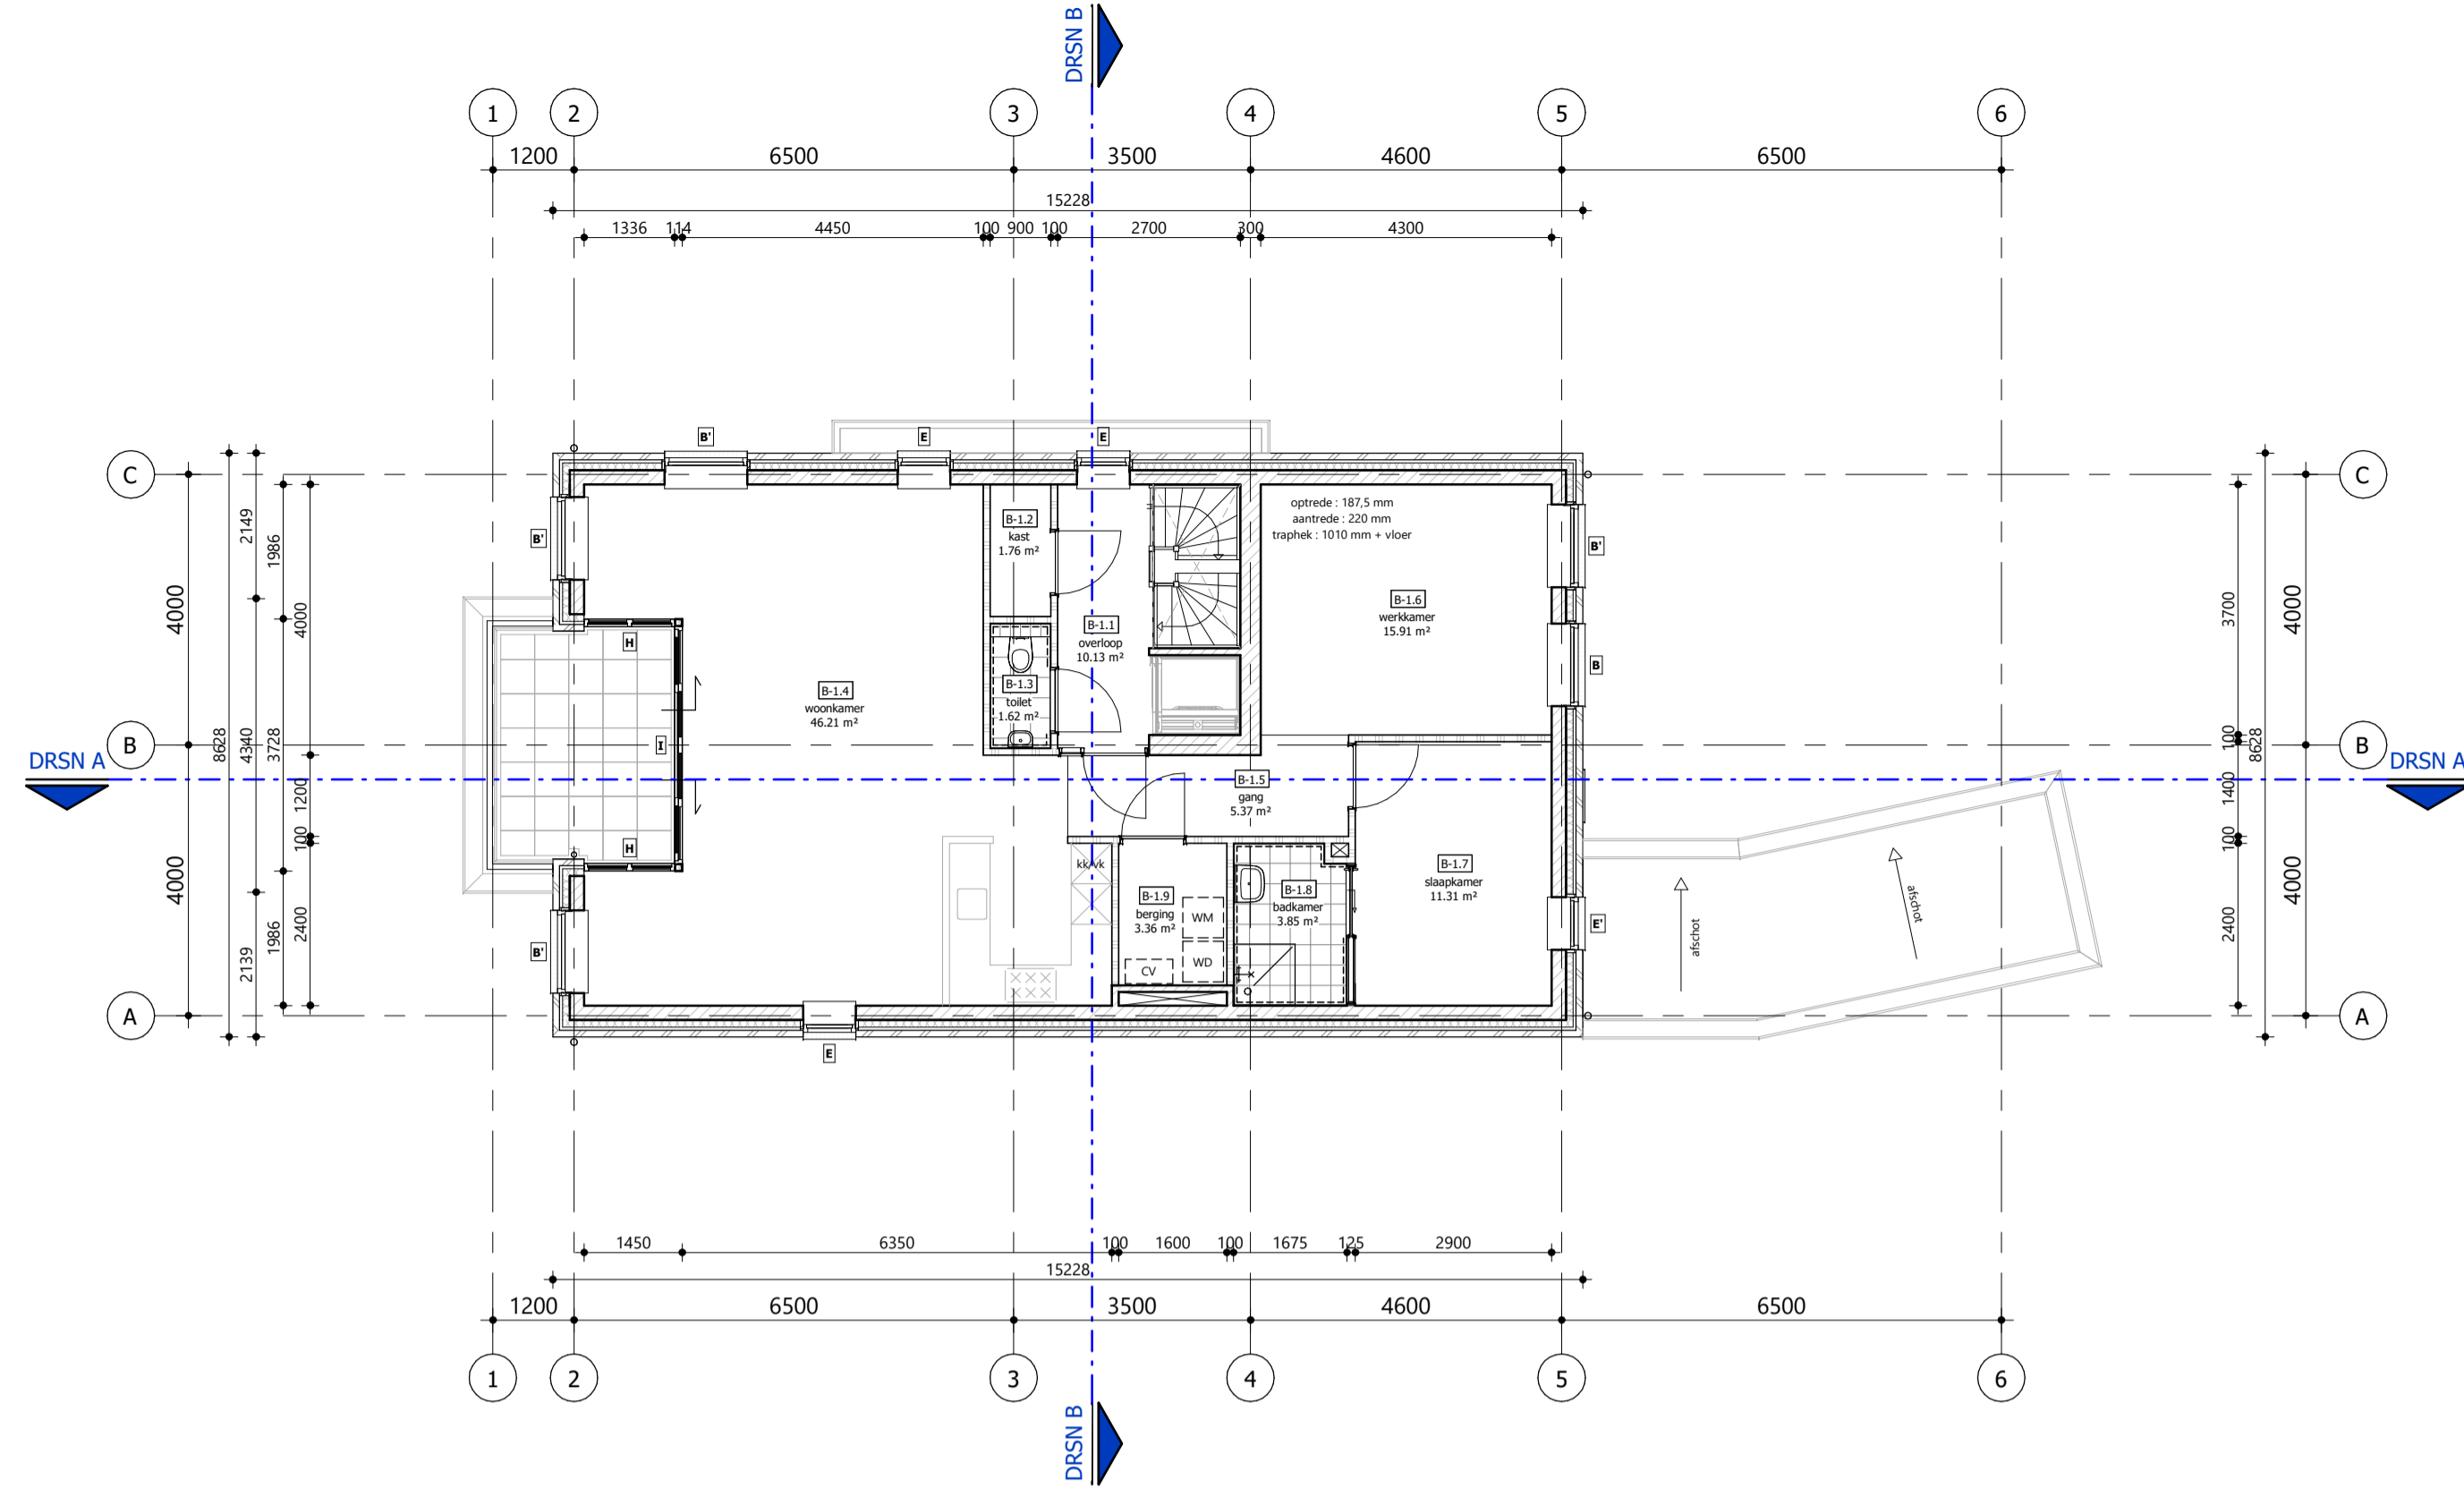 DRSN B
1 2 3 4 5 6
1200 6500 3500 4600 6500
15228
1336 114 4450 100 900 100 2700 300 4300
B' E E
C C
B-1.2
kast
1.76 m²
optrede : 187,5 mm
aantrede : 220 mm
traphek : 1010 mm + vloer
B' B'
2149 1986
4000 4000 3700 4000
B-1.1
overloop
10.13 m²
B-1.6
werkkamer
15.91 m²
H
B
B-1.4
woonkamer
46.21 m²
B-1.3
toilet
1.62 m²
I
B B
8628 4340 3728 100 8628
DRSN A DRSN A
1200 1400
B-1.5
gang
5.37 m²
100 100
H
kk/vk
B-1.7
slaapkamer
11.31 m²
B-1.9
berging
3.36 m²
B-1.8
badkamer
3.85 m²
4000 2400 2400 4000
E'
afschot
afschot
WM
WD
CV
2139 1986
B'
A A
E
1450 6350 100 1600 100 1675 125 2900
15228
1200 6500 3500 4600 6500
1 2 3 4 5 6
DRSN B